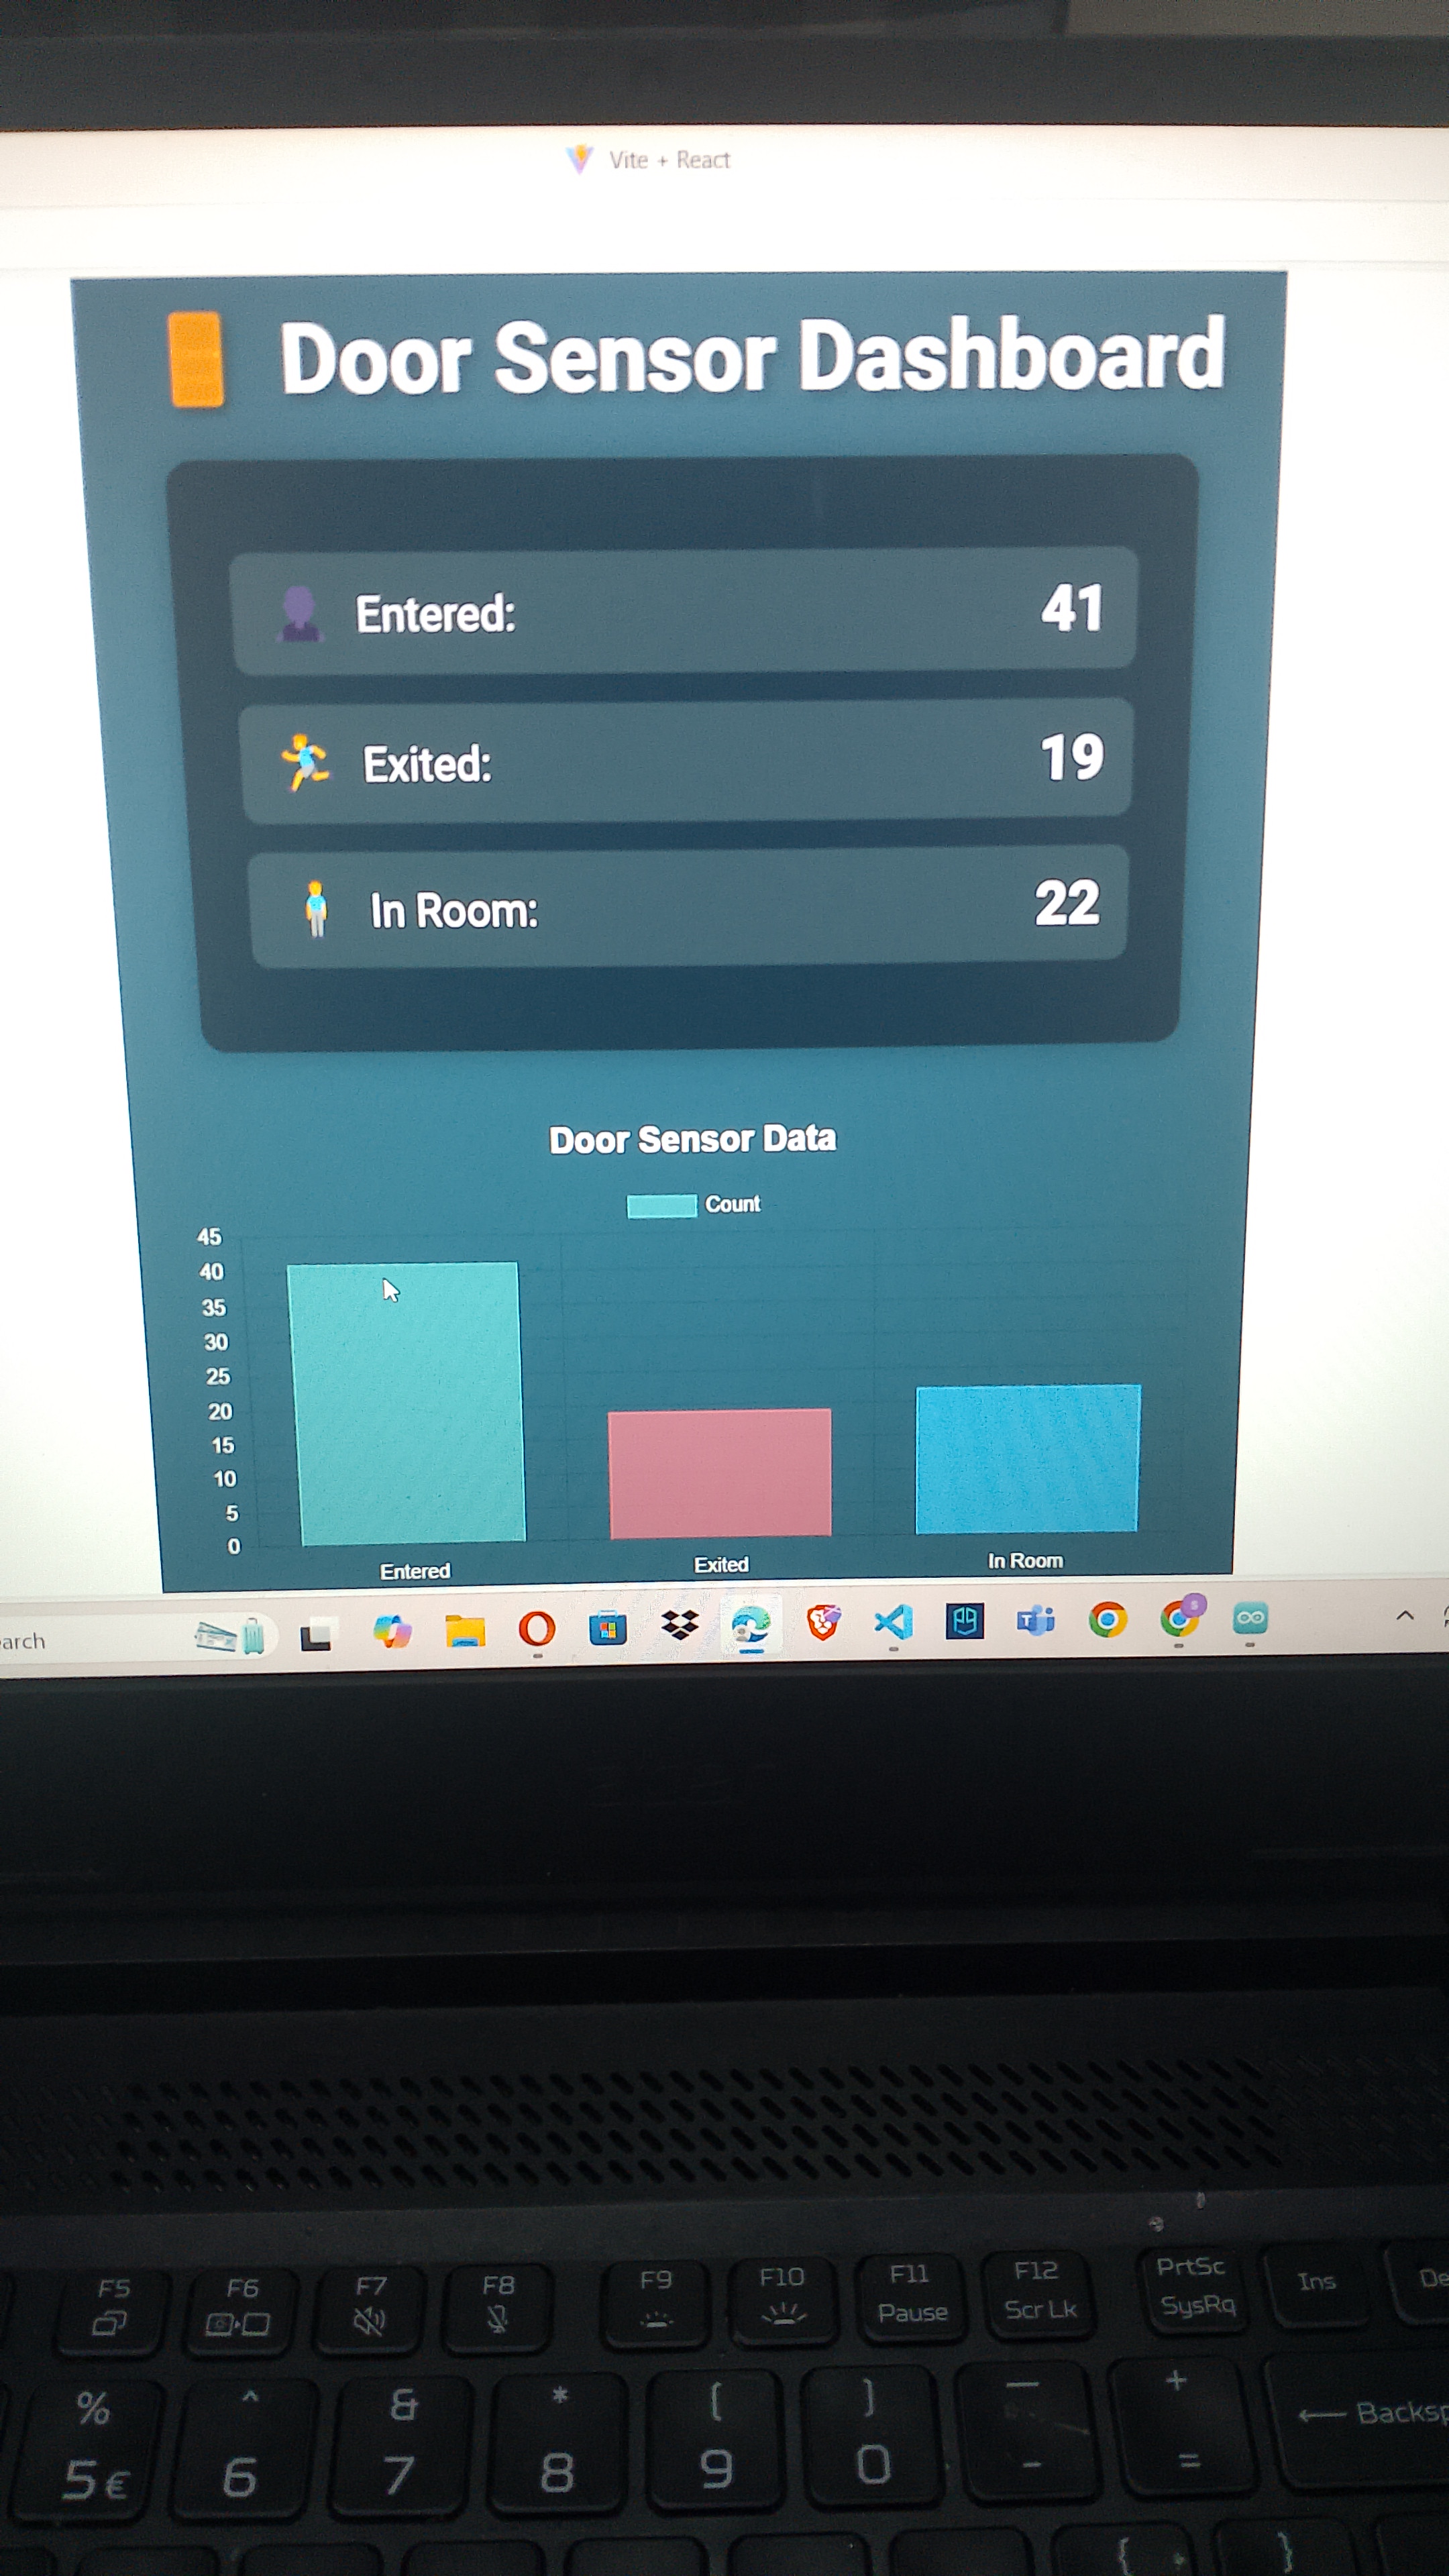 Vite + React
Door Sensor Dashboard
Entered: 41
Exited: 19
In Room: 22
Door Sensor Data
Count
45
40
35
30
25
20
15
10
5
0
Entered Exited In Room
earch
F5 F6 F7 F8 F9 F10 F11 F12 PrtSc Ins De
Pause Scr Lk SysRq
% ^ & * ( ) — +
5 € 6 7 8 9 0 - = ← Backsp
{ }